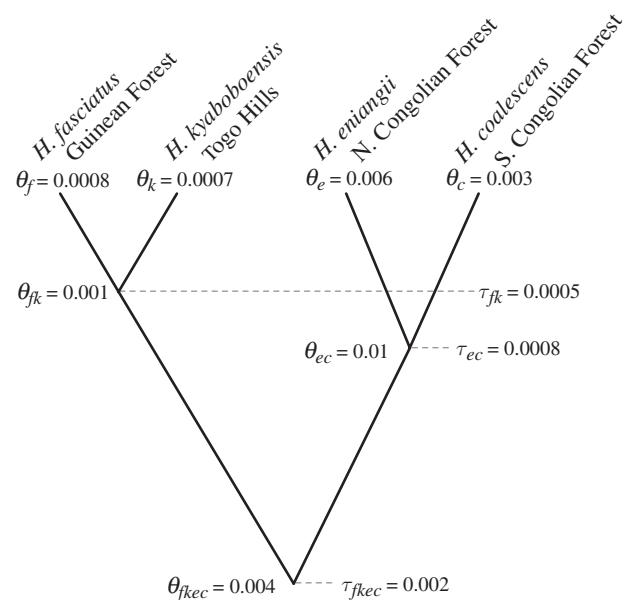 H. fasciatus
Guinean Forest
H. kyaboboensis
Togo Hills
H. eniangii
N. Congolian Forest
H. coalescens
S. Congolian Forest
θf = 0.0008
θk = 0.0007
θe = 0.006
θc = 0.003
θfk = 0.001
τfk = 0.0005
θec = 0.01
τec = 0.0008
θfkec = 0.004
τfkec = 0.002